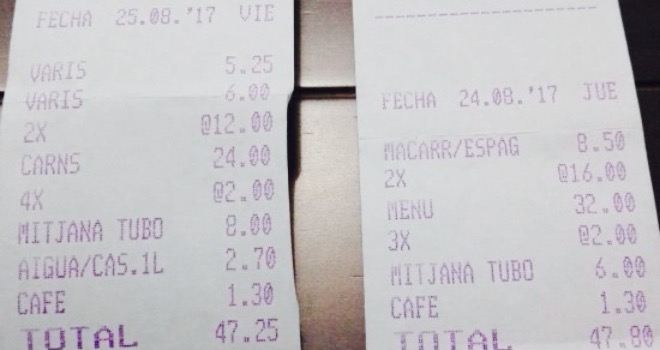 FECHA 25.08.'17 VIE
VARIS 5.25
VARIS 6.00
2X @12.00
CARNS 24.00
4X @2.00
MITJANA TUBO 8.00
AIGUA/CAS.1L 2.70
CAFE 1.30
TOTAL 47.25
FECHA 24.08.'17 JUE
MACARR/ESPAG 8.50
2X @16.00
MENU 32.00
3X @2.00
MITJANA TUBO 6.00
CAFE 1.30
TOTAL 47.80